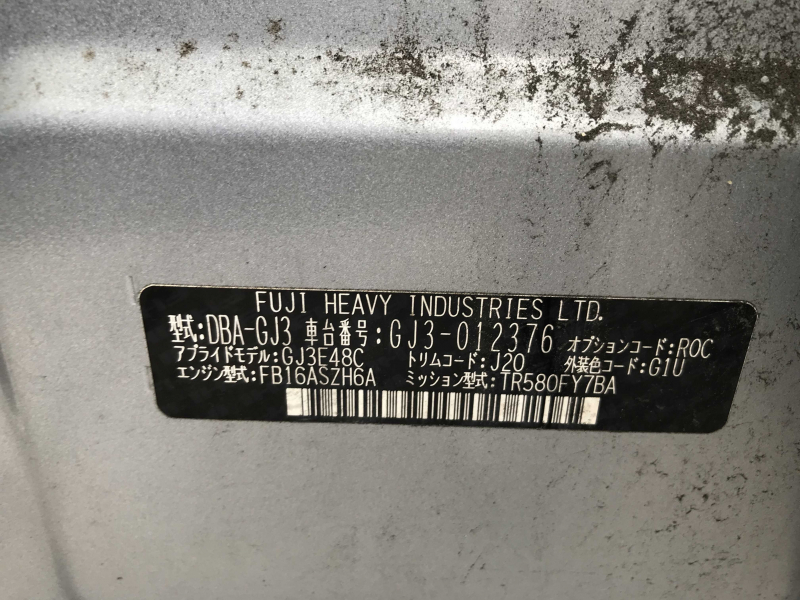 FUJI HEAVY INDUSTRIES LTD.
型式:DBA-GJ3 車台番号:GJ3-012376 オプションコード:ROC
アプライドモデル:GJ3E48C トリムコード:J20 外装色コード:G1U
エンジン型式:FB16ASZH6A ミッション型式:TR580FY7BA